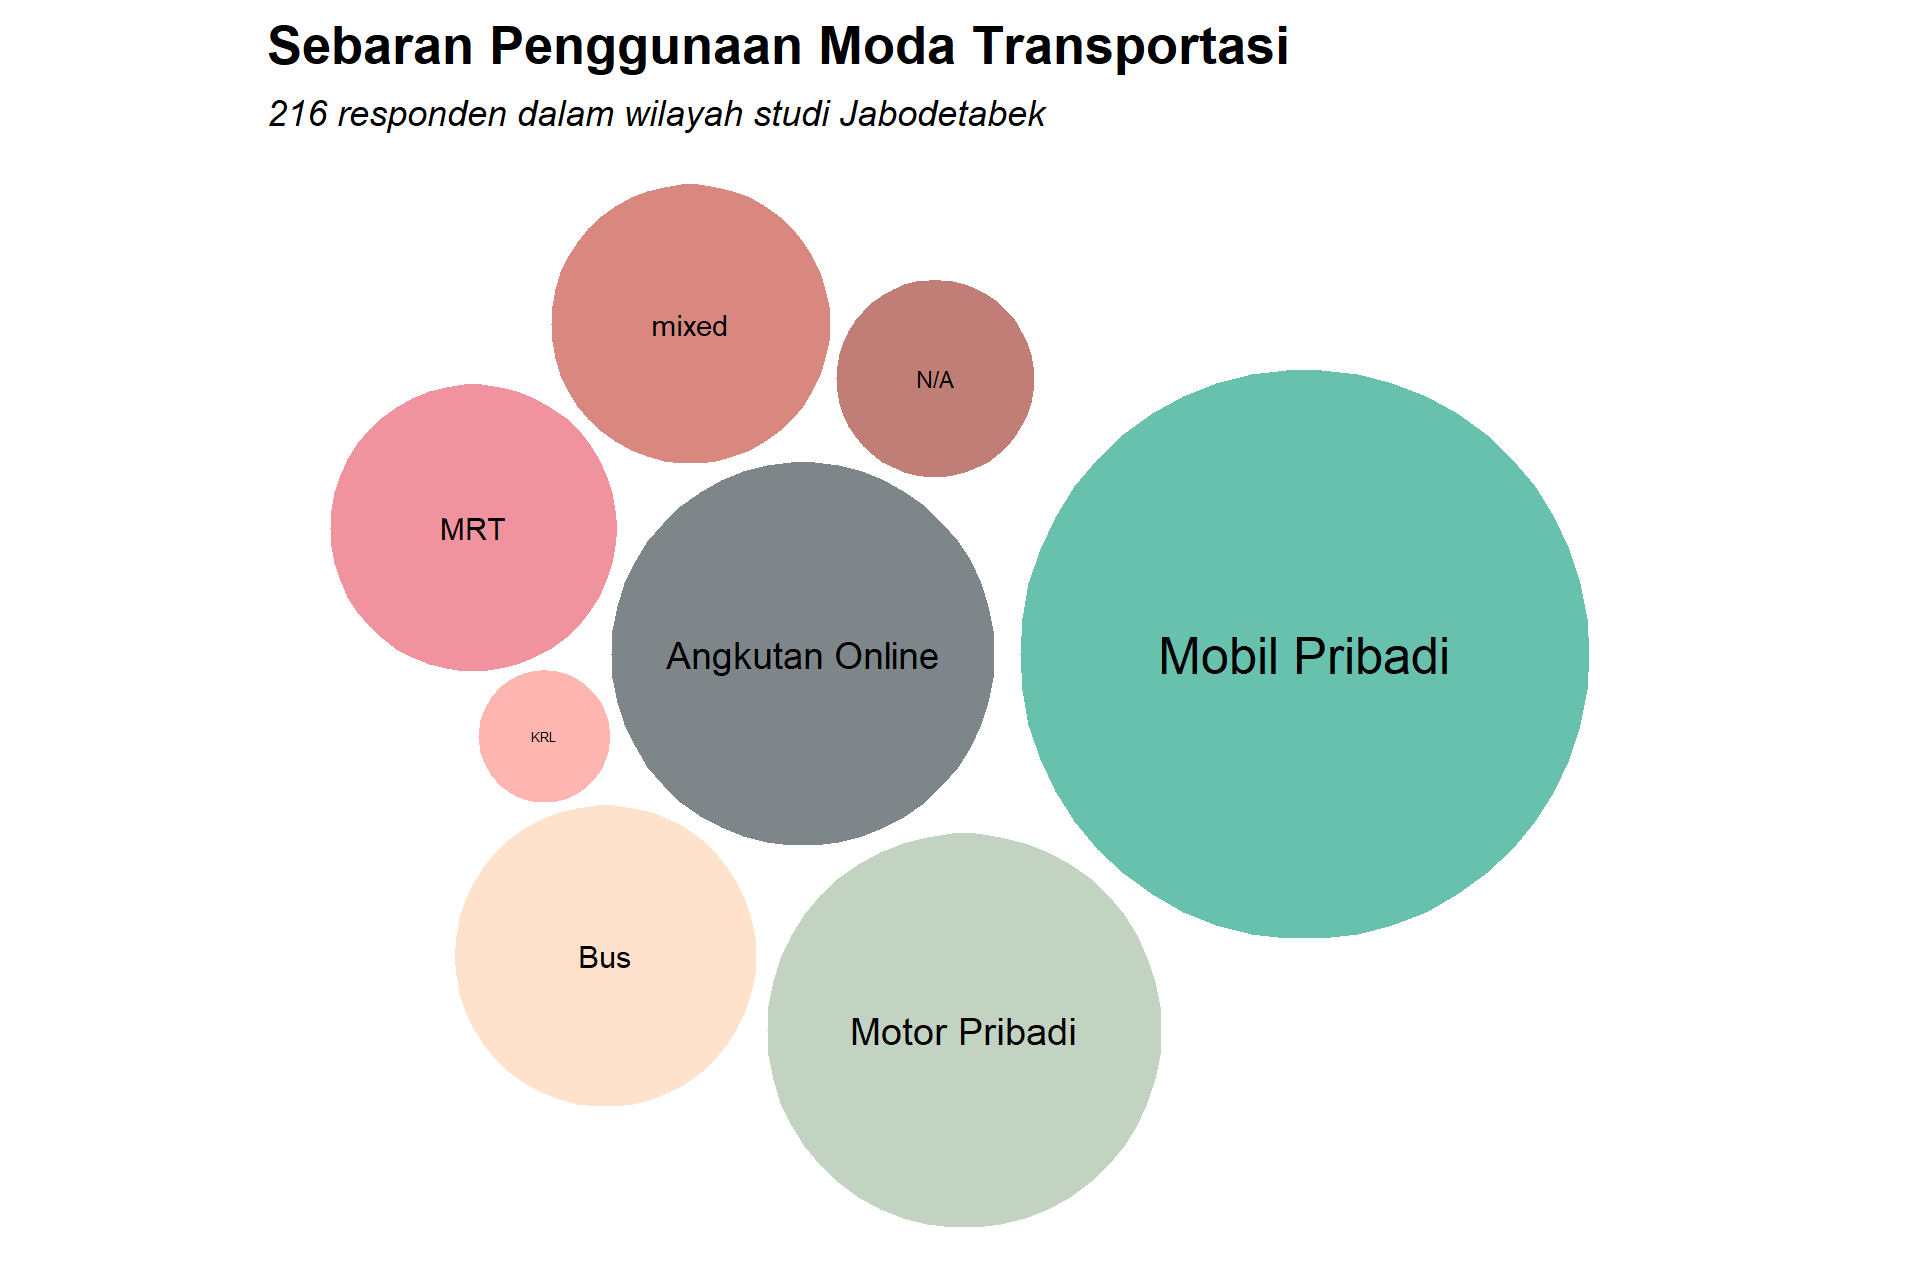 Sebaran Penggunaan Moda Transportasi
216 responden dalam wilayah studi Jabodetabek
mixed
N/A
MRT
Angkutan Online
Mobil Pribadi
KRL
Bus
Motor Pribadi